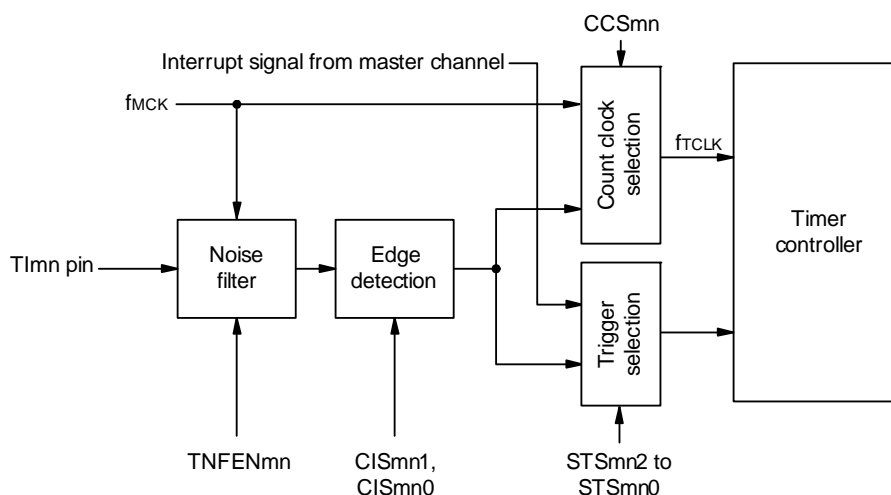 CCSmn
Interrupt signal from master channel
fMCK
Count clock
selection
fTCLK
Timer
controller
TImn pin
Noise
filter
Edge
detection
Trigger
selection
TNFENmn
CISmn1,
CISmn0
STSmn2 to
STSmn0